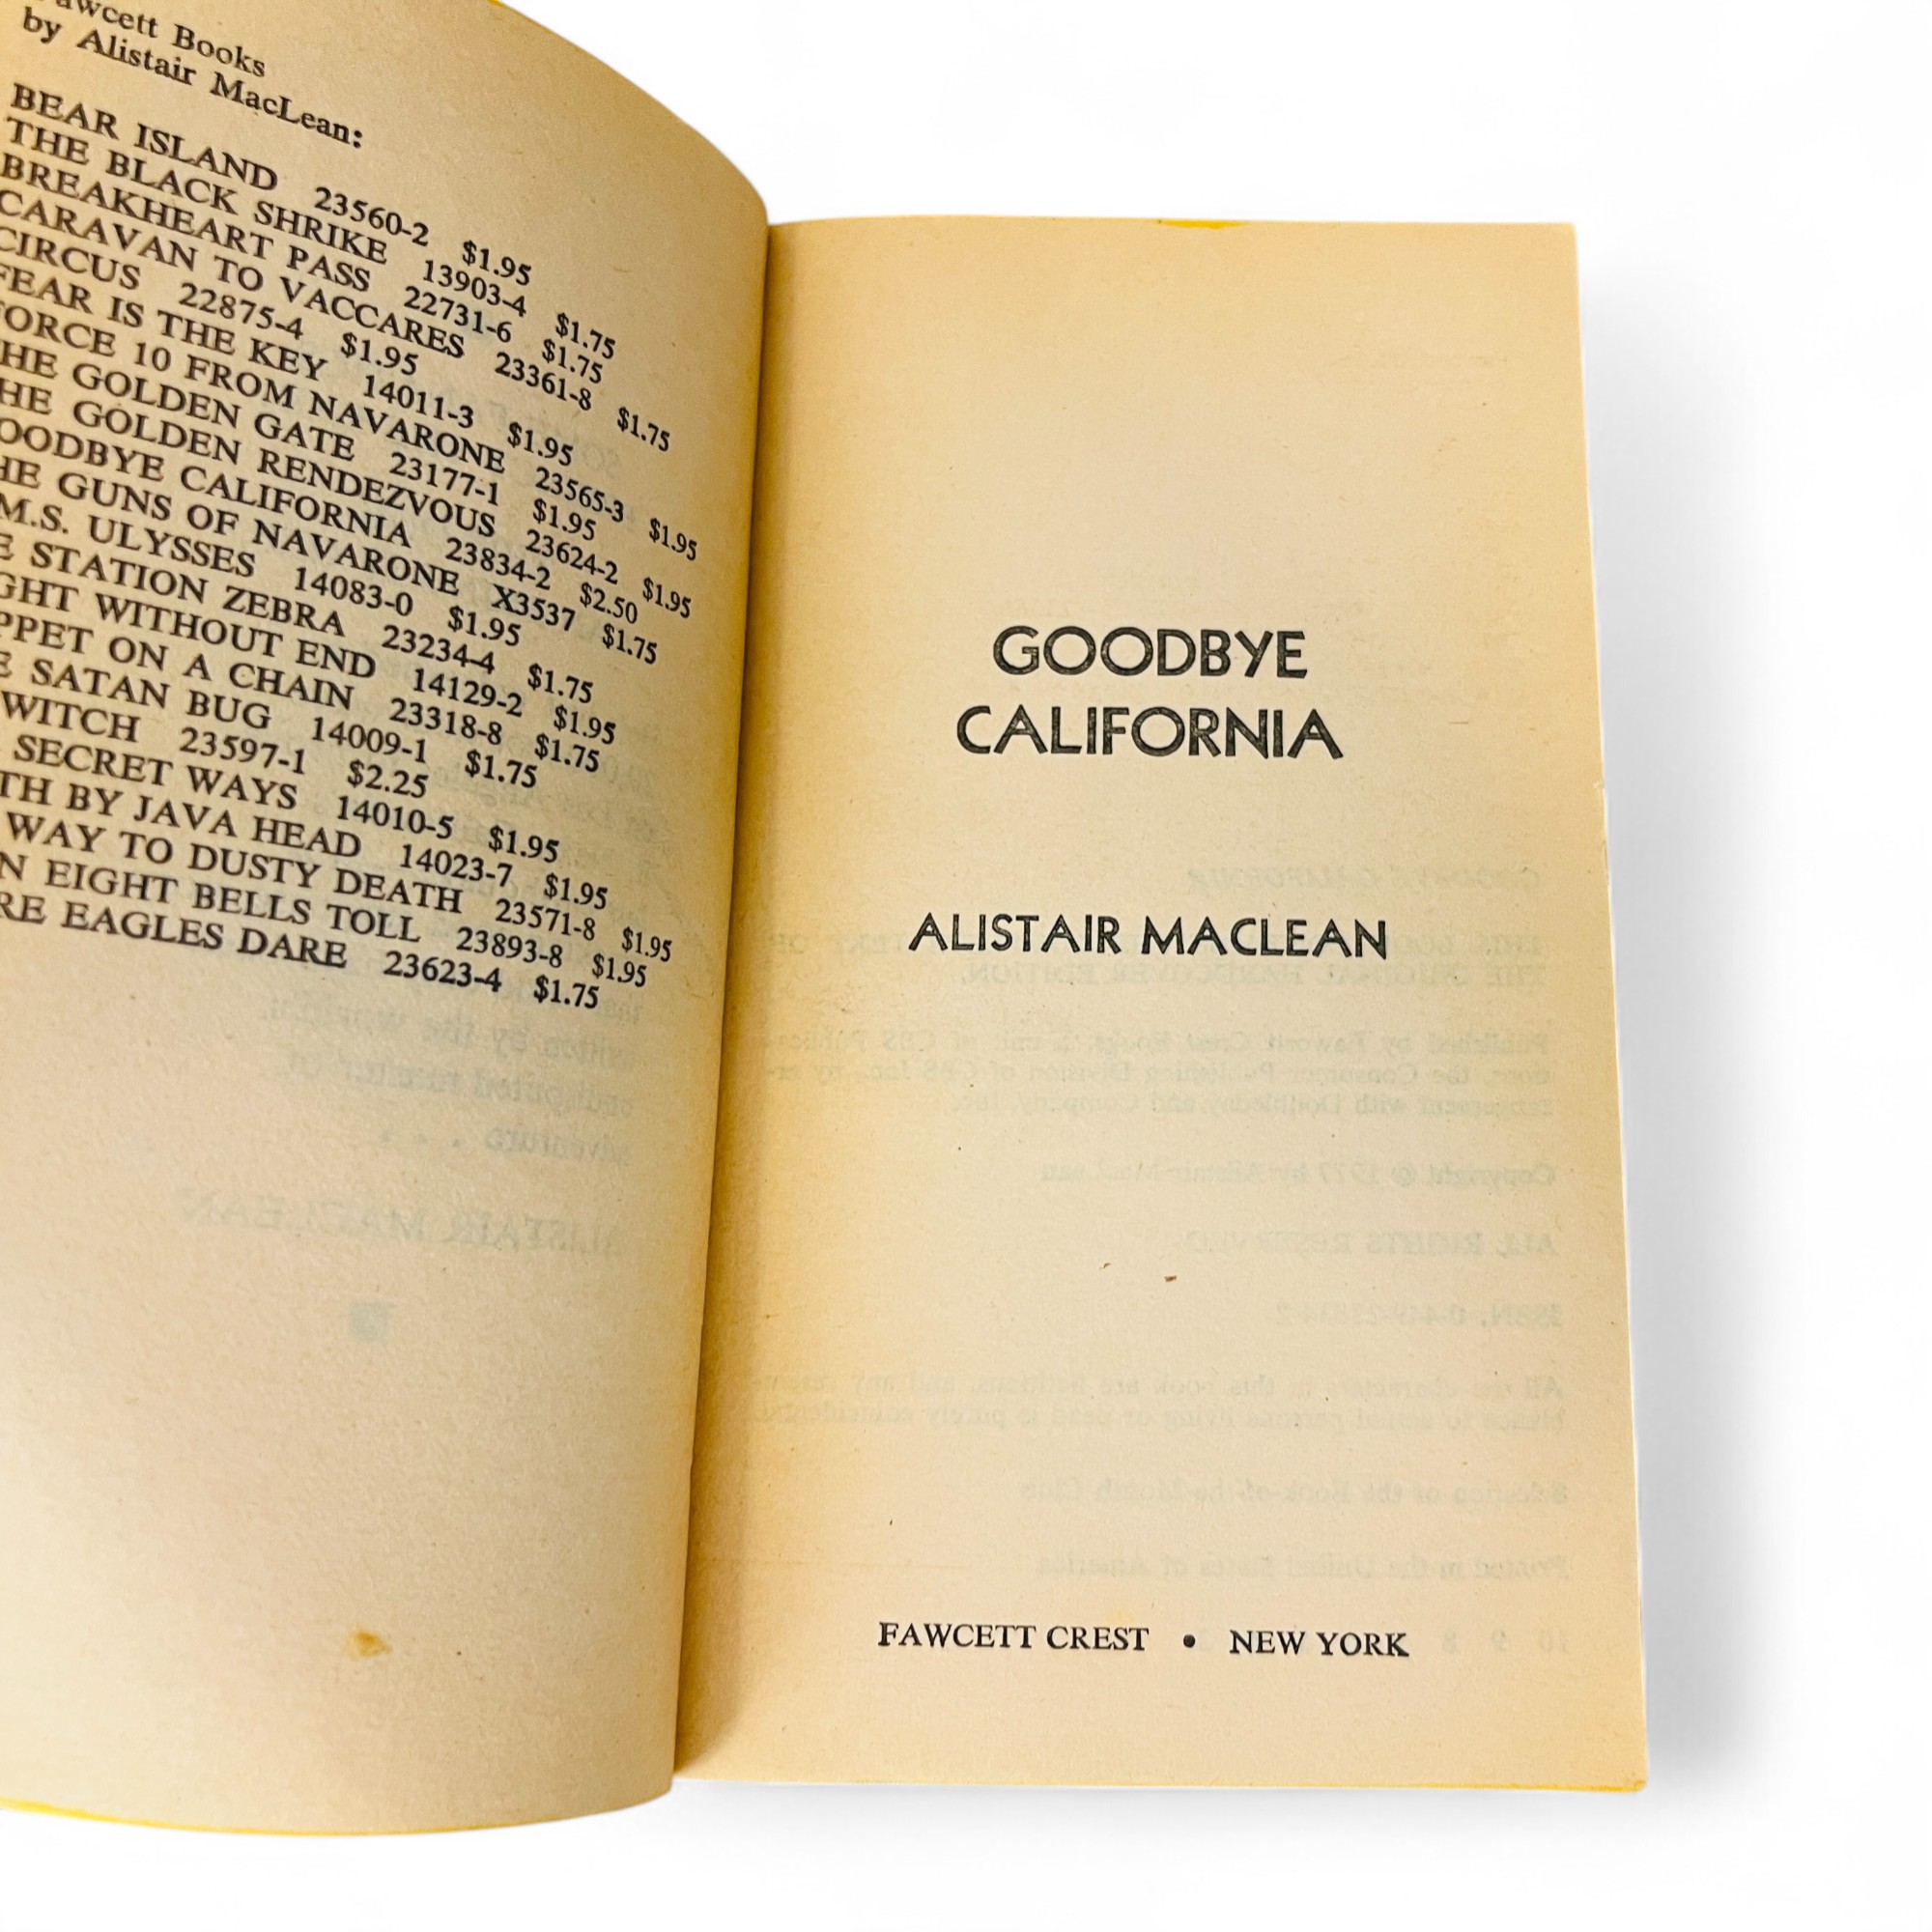 Fawcett Books
by Alistair MacLean:
BEAR ISLAND 23560-2 $1.95
THE BLACK SHRIKE 13903-4 $1.75
BREAKHEART PASS 22731-6 $1.75
CARAVAN TO VACCARES 23361-8 $1.75
CIRCUS 22875-4 $1.95
FEAR IS THE KEY 14011-3 $1.95
FORCE 10 FROM NAVARONE 23565-3 $1.95
HE GOLDEN GATE 23177-1 $1.95
HE GOLDEN RENDEZVOUS 23624-2 $1.95
OODBYE CALIFORNIA 23834-2 $2.50
HE GUNS OF NAVARONE X3537 $1.75
M.S. ULYSSES 14083-0 $1.95
E STATION ZEBRA 23234-4 $1.75
GHT WITHOUT END 14129-2 $1.95
PPET ON A CHAIN 23318-8 $1.75
E SATAN BUG 14009-1 $1.75
WITCH 23597-1 $2.25
SECRET WAYS 14010-5 $1.95
TH BY JAVA HEAD 14023-7 $1.95
WAY TO DUSTY DEATH 23571-8 $1.95
N EIGHT BELLS TOLL 23893-8 $1.95
RE EAGLES DARE 23623-4 $1.75
GOODBYE
CALIFORNIA
ALISTAIR MACLEAN
FAWCETT CREST • NEW YORK